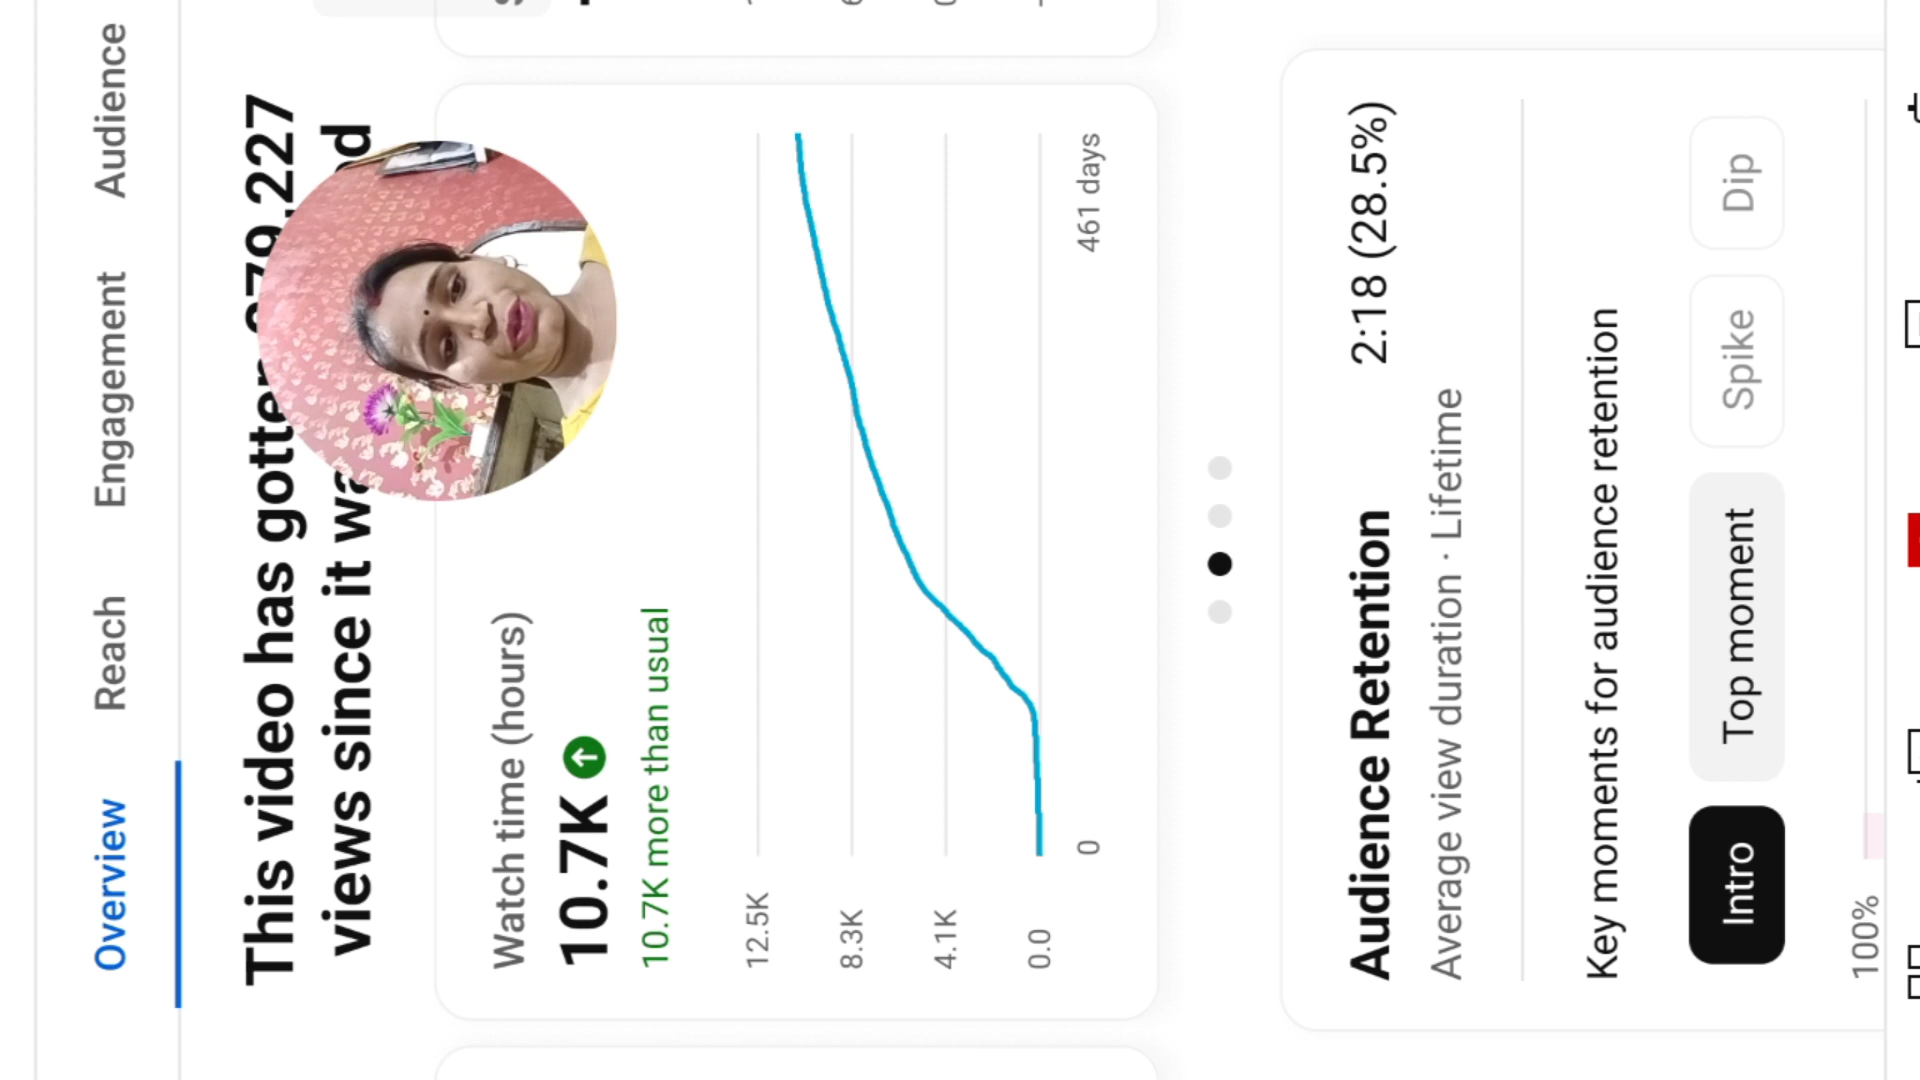 Overview Reach Engagement Audience
This video has gotten 279,227
views since it
Watch time (hours)
10.7K
10.7K more than usual
12.5K
8.3K
4.1K
0.0
0 461 days
Audience Retention 2:18 (28.5%)
Average view duration · Lifetime
Key moments for audience retention
Intro Top moment Spike Dip
100%